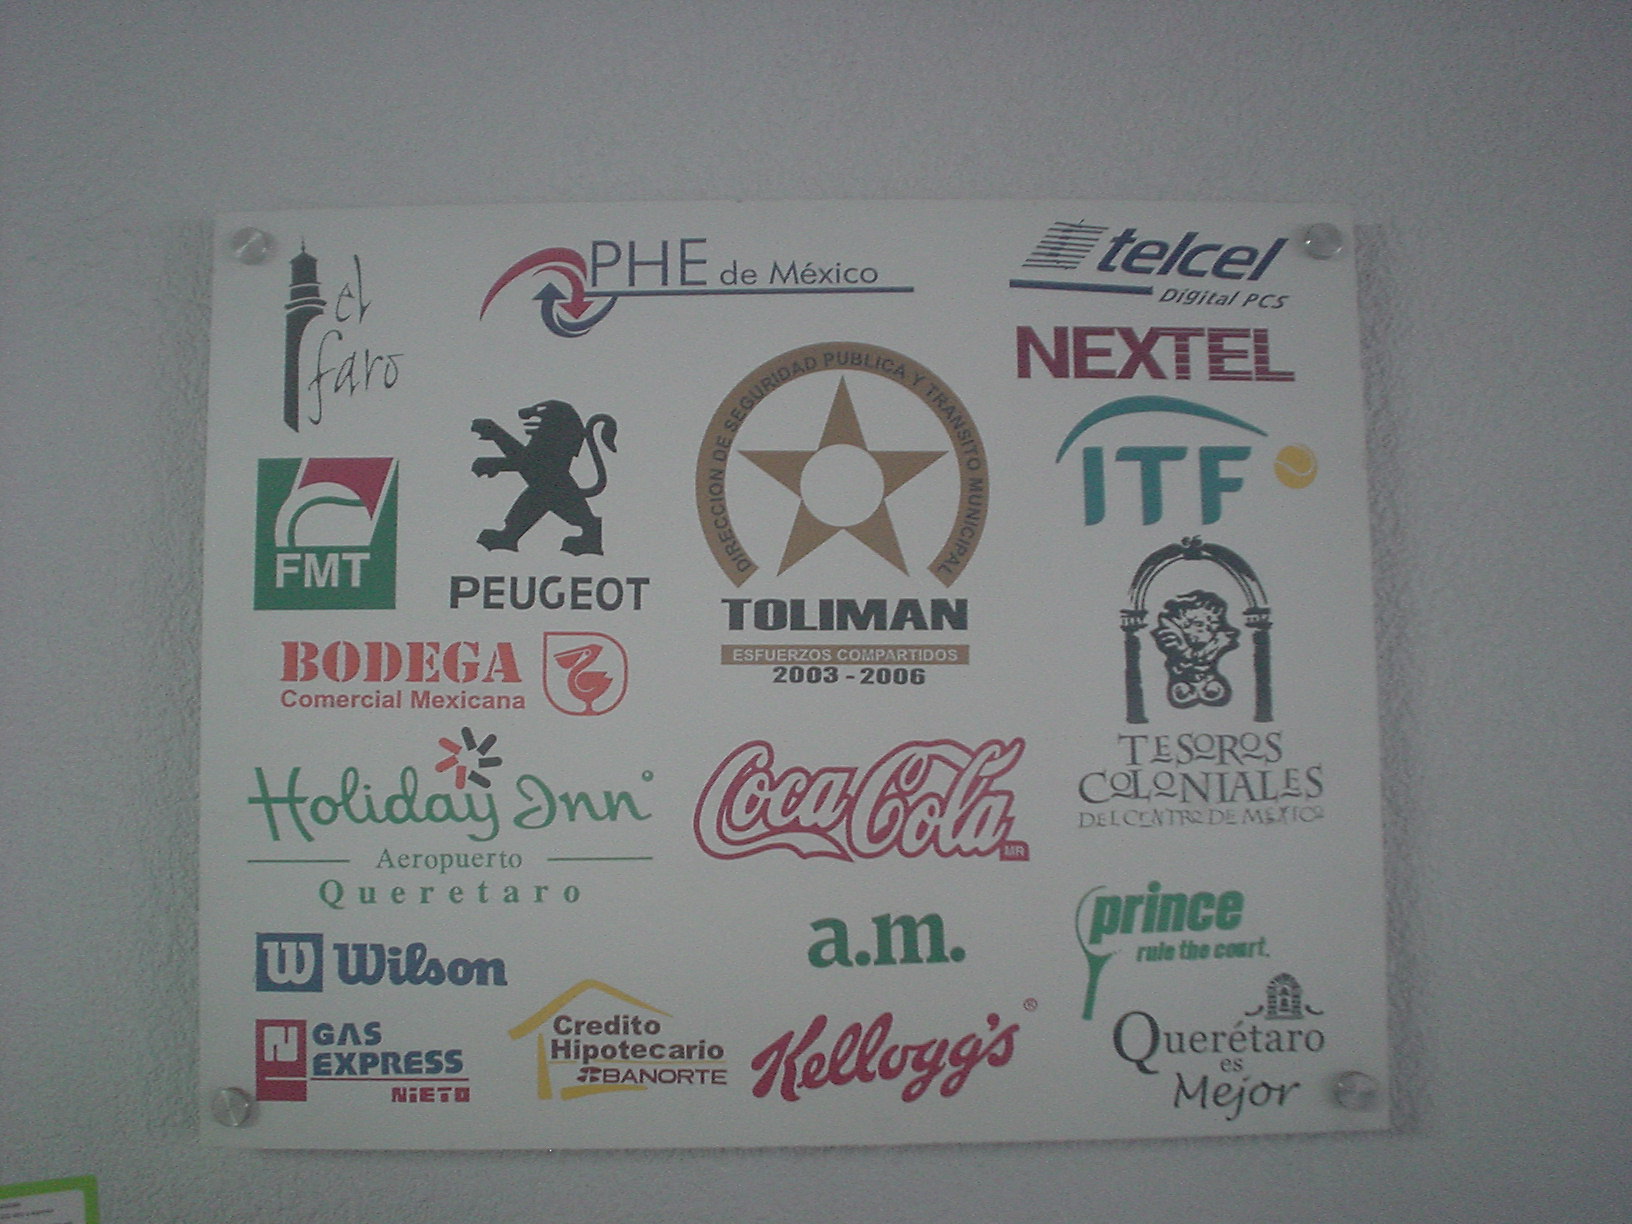 el
faro
PHE de México
telcel
Digital PCS
NEXTEL
ITF
FMT
PEUGEOT
DIRECCION DE SEGURIDAD PUBLICA Y TRANSITO MUNICIPAL
TOLIMAN
ESFUERZOS COMPARTIDOS
2003 - 2006
BODEGA
Comercial Mexicana
TESOROS
COLONIALES
DEL CENTRO DE MEXICO
Holiday Inn
Aeropuerto
Queretaro
Coca Cola
MR
a.m.
prince
rule the court.
W Wilson
GAS
EXPRESS
NIETO
Credito
Hipotecario
BANORTE
Kellogg's ®
Querétaro
es
Mejor